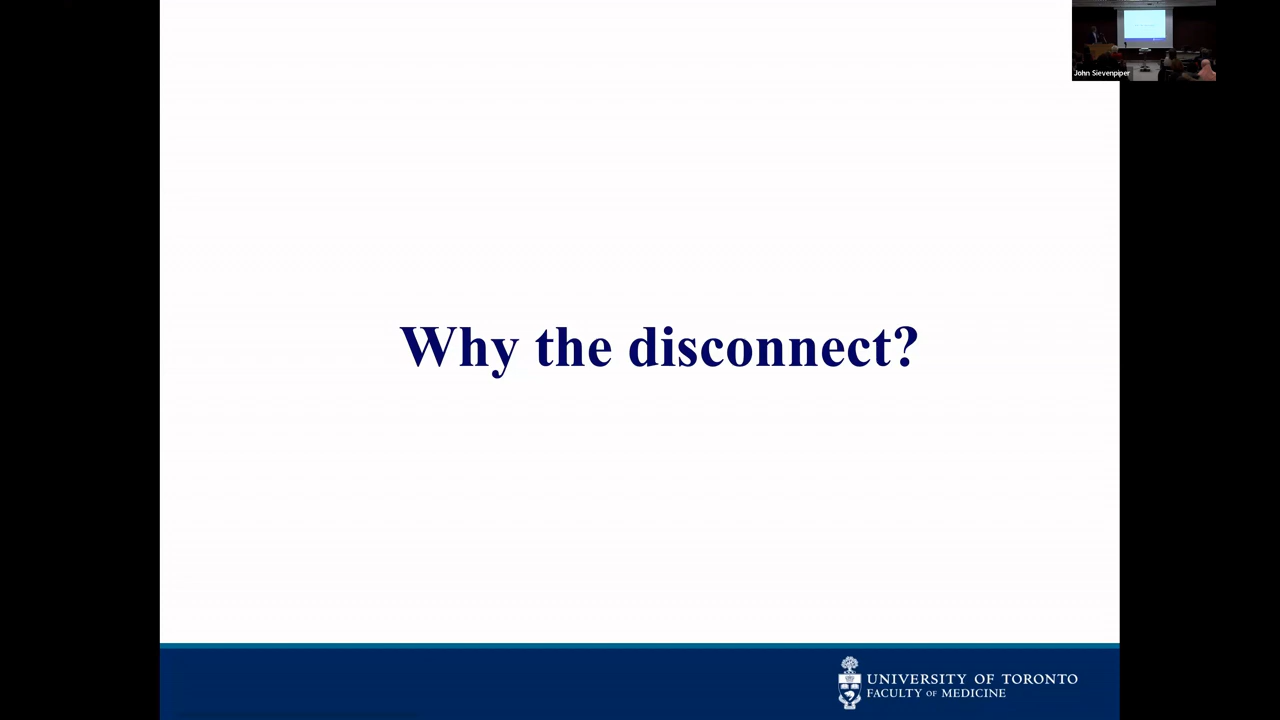 John Sievenpiper
Why the disconnect?
UNIVERSITY OF TORONTO
FACULTY OF MEDICINE